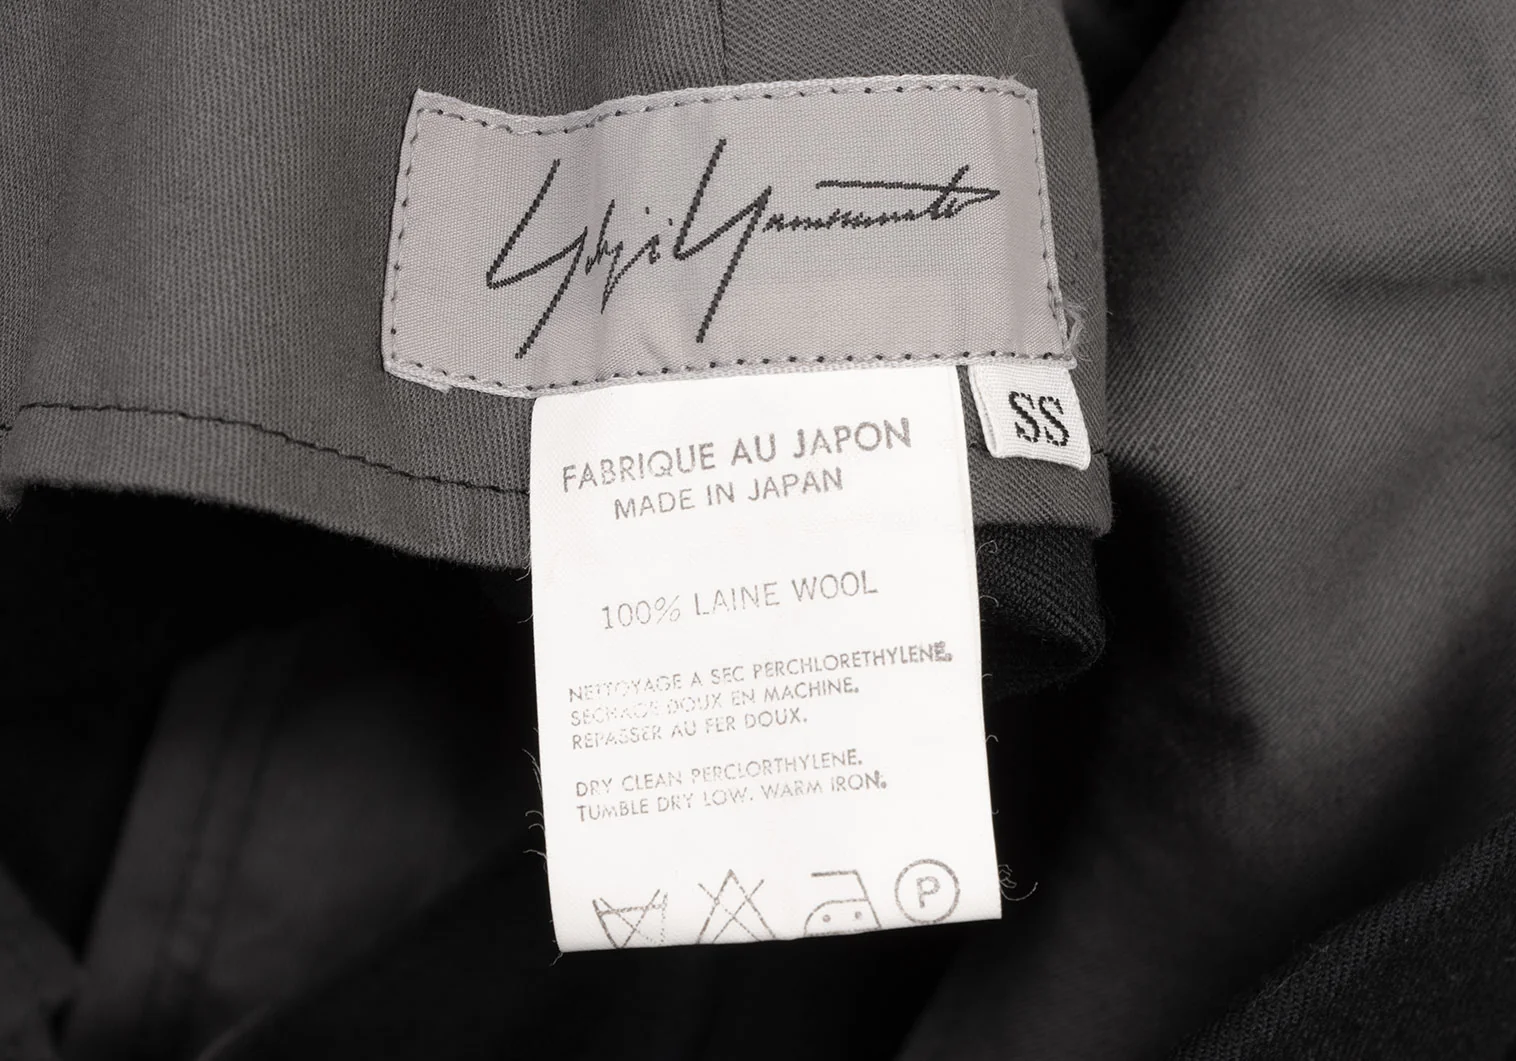 Yohji Yamamoto
SS
FABRIQUE AU JAPON
MADE IN JAPAN
100% LAINE WOOL
NETTOYAGE A SEC PERCHLORETHYLENE.
SECHAGE DOUX EN MACHINE.
REPASSER AU FER DOUX.
DRY CLEAN PERCLORTHYLENE.
TUMBLE DRY LOW. WARM IRON.
P